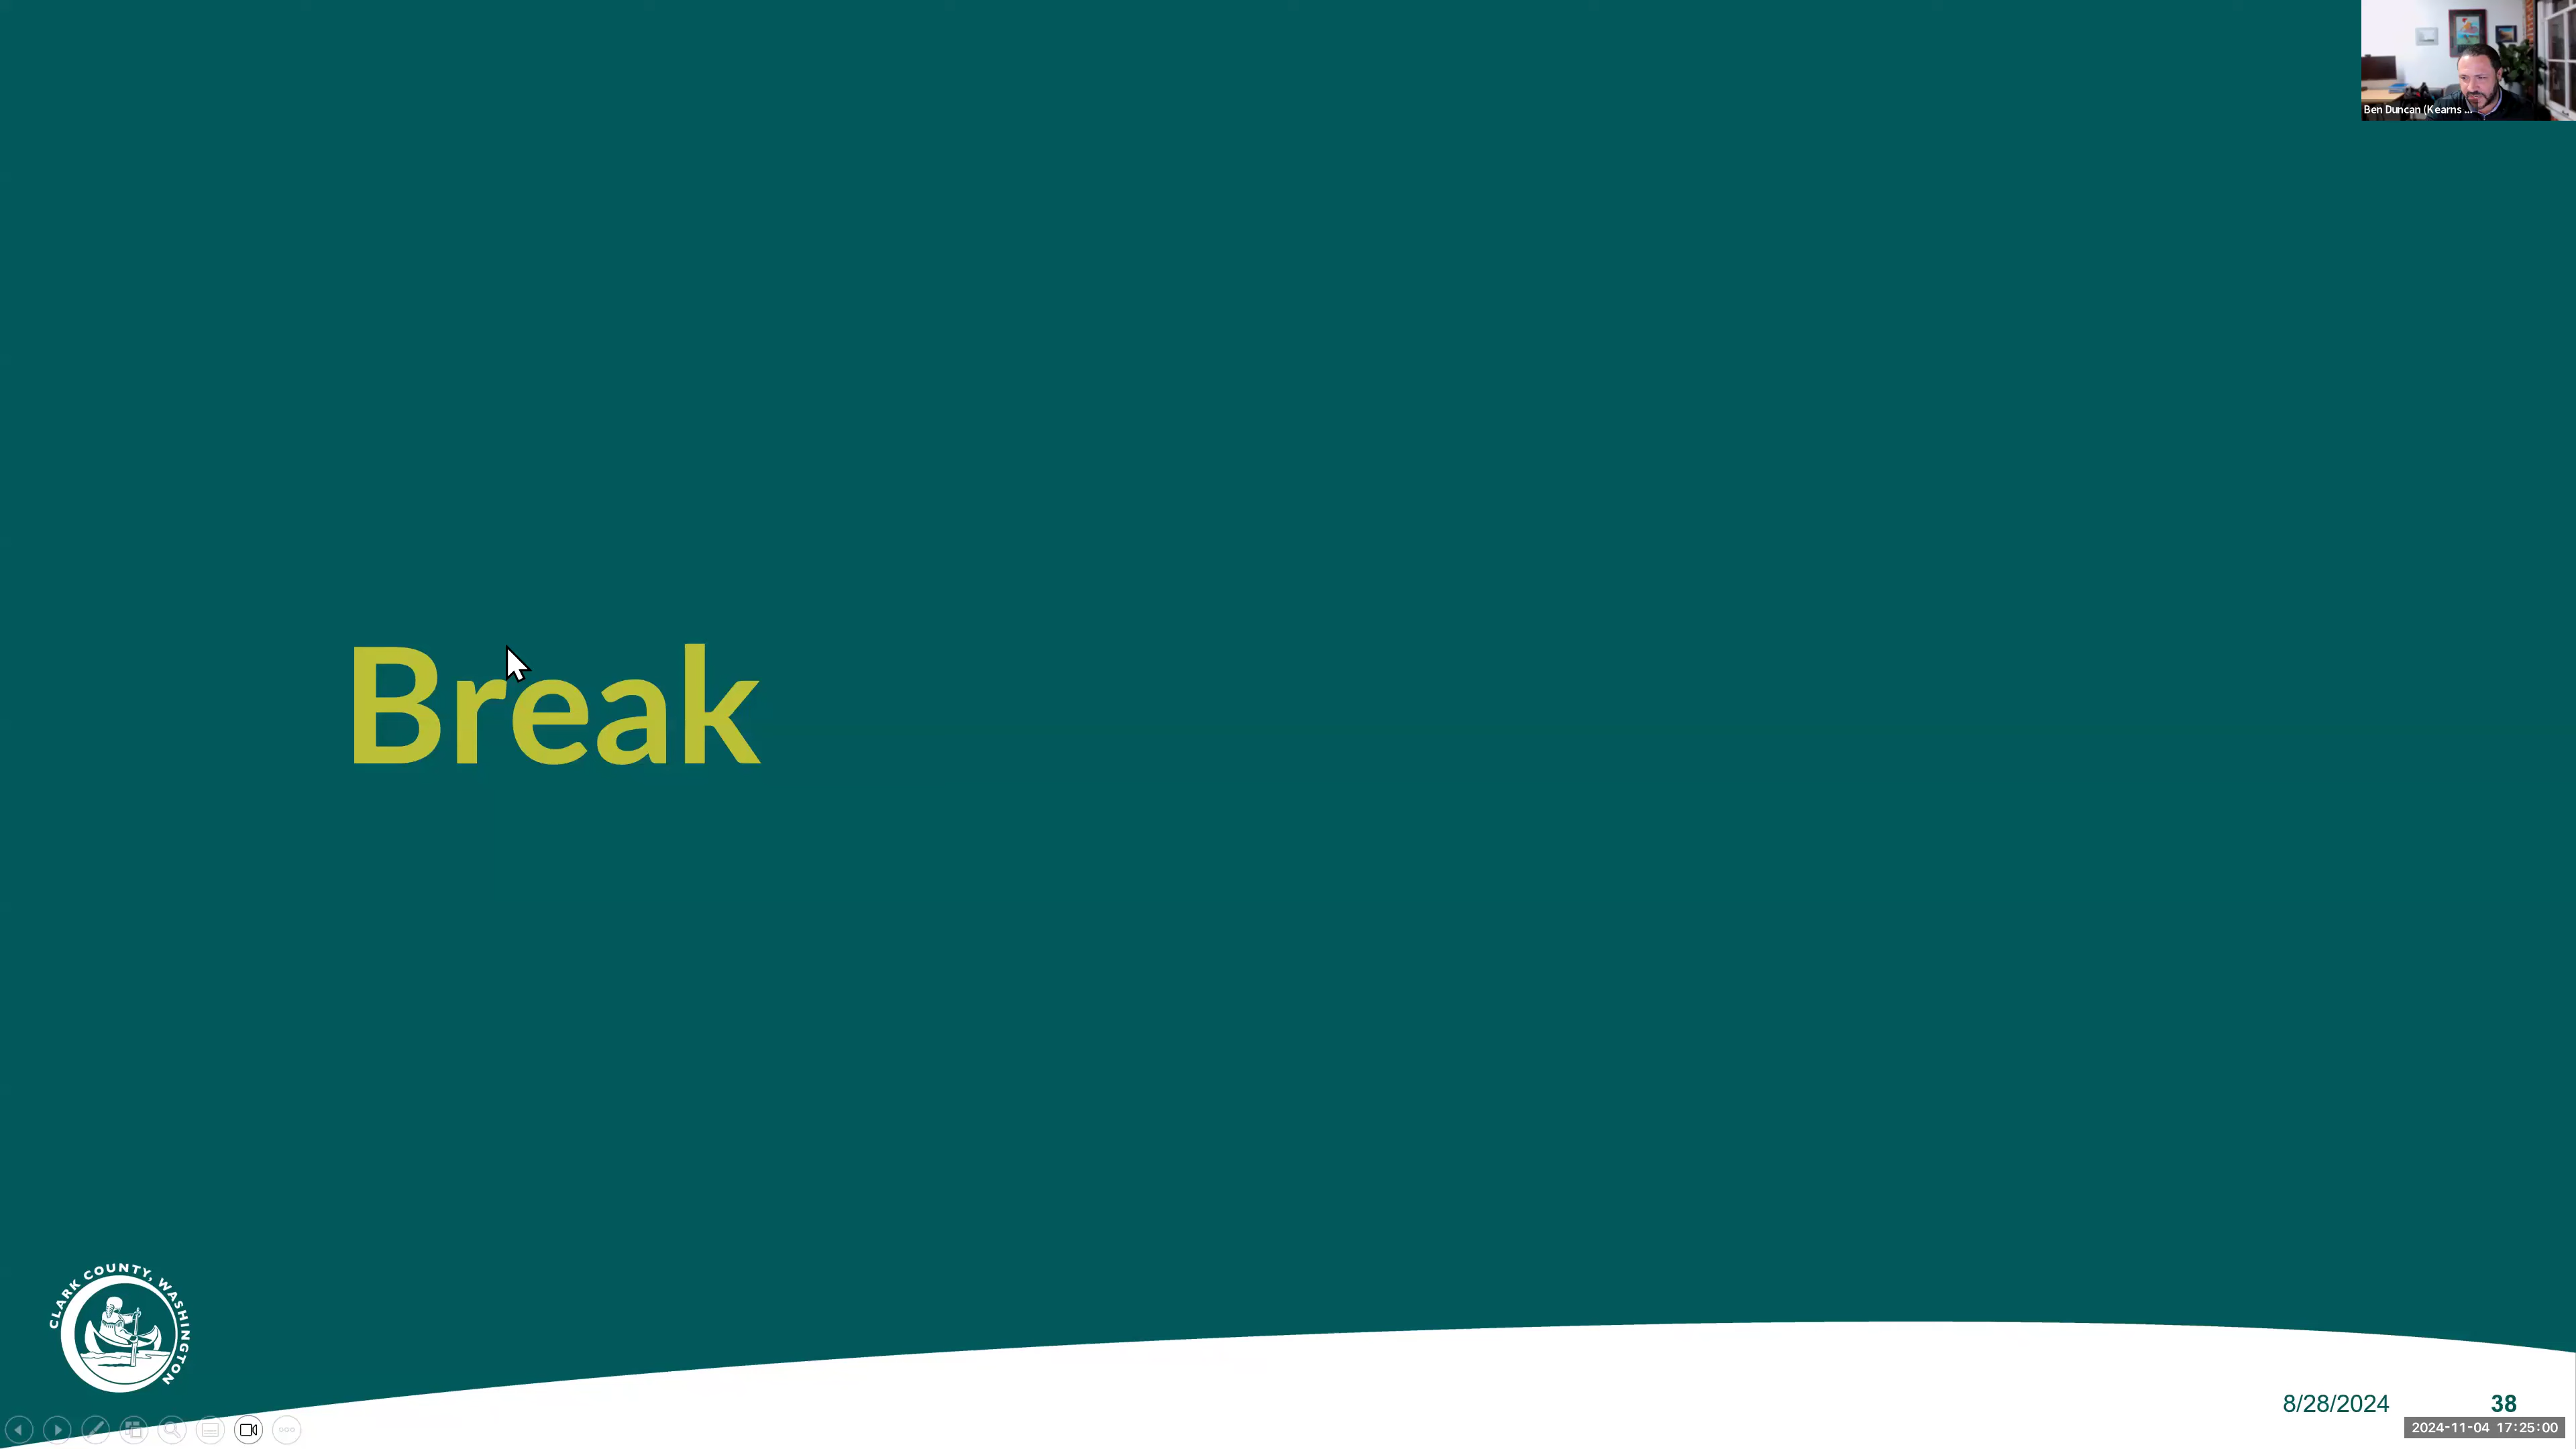 Ben Duncan (Kearns ...
Break
CLARK COUNTY, WASHINGTON
8/28/2024 38
2024-11-04 17:25:00